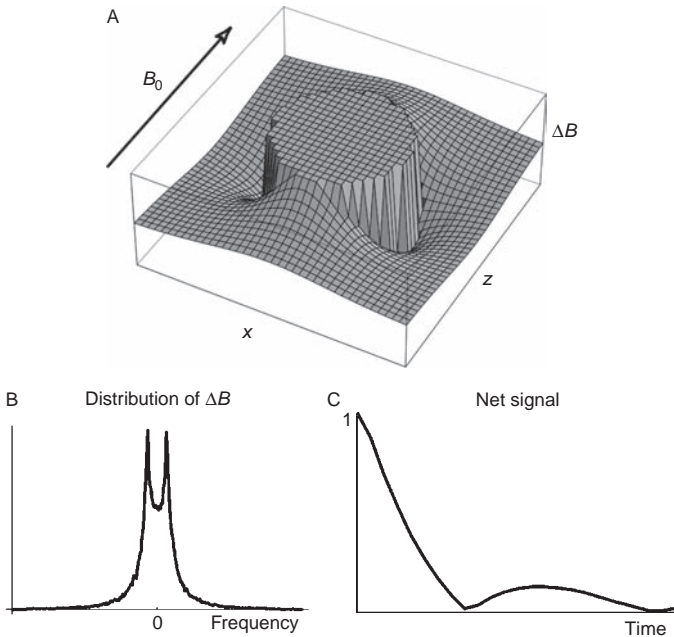 A
B₀
ΔB
z
x
B
Distribution of ΔB
0
Frequency
C
Net signal
1
Time